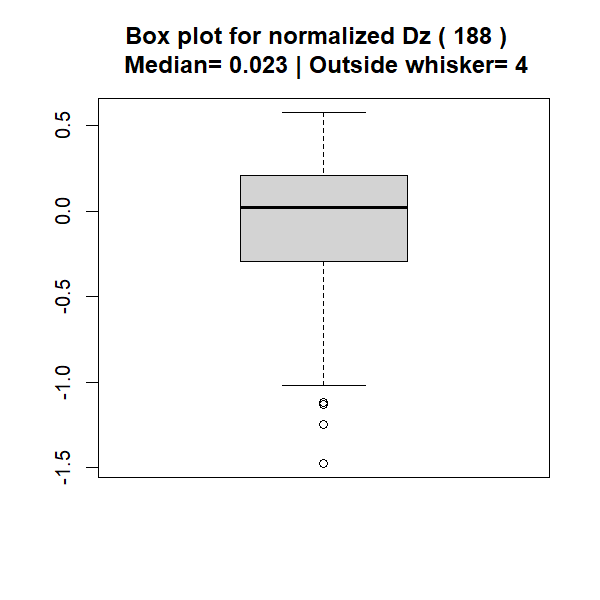 Box plot for normalized Dz ( 188 )
Median= 0.023 | Outside whisker= 4
0.5
0.0
-0.5
-1.0
-1.5